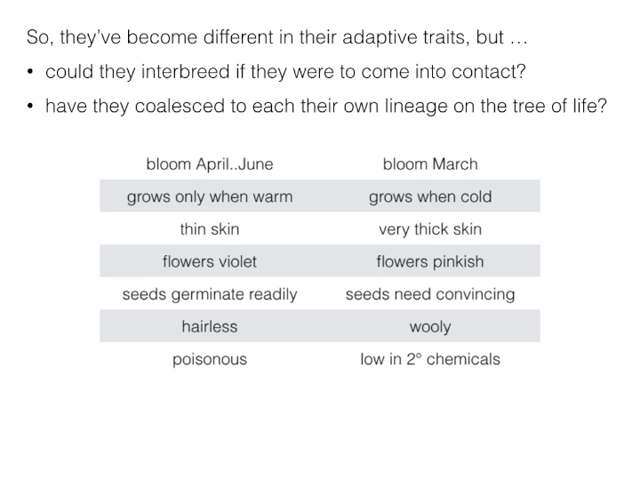 So, they've become different in their adaptive traits, but …
• could they interbreed if they were to come into contact?
• have they coalesced to each their own lineage on the tree of life?
bloom April..June bloom March
grows only when warm grows when cold
thin skin very thick skin
flowers violet flowers pinkish
seeds germinate readily seeds need convincing
hairless wooly
poisonous low in 2° chemicals